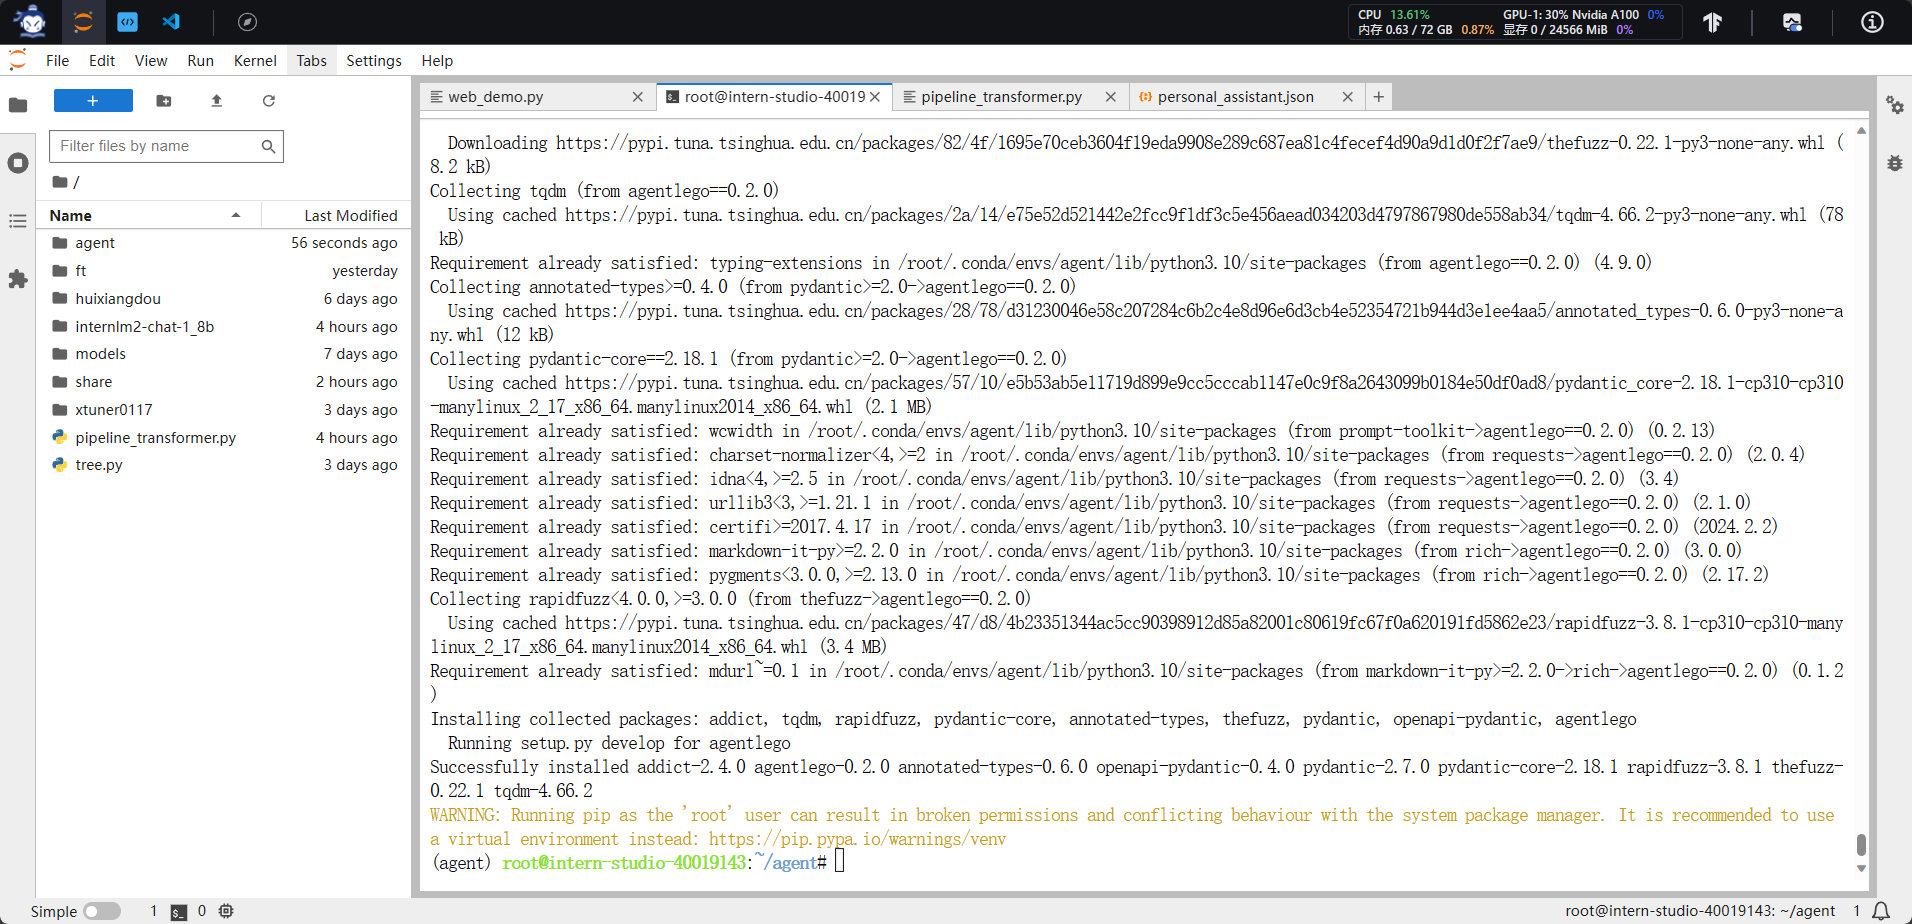 CPU 13.61% GPU-1: 30% Nvidia A100 0%
内存 0.63 / 72 GB 0.87% 显存 0 / 24566 MiB 0%
File Edit View Run Kernel Tabs Settings Help
web_demo.py root@intern-studio-40019 pipeline_transformer.py personal_assistant.json
Filter files by name
/
Name Last Modified
agent 56 seconds ago
ft yesterday
huixiangdou 6 days ago
internlm2-chat-1_8b 4 hours ago
models 7 days ago
share 2 hours ago
xtuner0117 3 days ago
pipeline_transformer.py 4 hours ago
tree.py 3 days ago
Downloading https://pypi.tuna.tsinghua.edu.cn/packages/82/4f/1695e70ceb3604f19eda9908e289c687ea81c4fecef4d90a9d1d0f2f7ae9/thefuzz-0.22.1-py3-none-any.whl (
8.2 kB)
Collecting tqdm (from agentlego==0.2.0)
Using cached https://pypi.tuna.tsinghua.edu.cn/packages/2a/14/e75e52d521442e2fcc9f1df3c5e456aead034203d4797867980de558ab34/tqdm-4.66.2-py3-none-any.whl (78
kB)
Requirement already satisfied: typing-extensions in /root/.conda/envs/agent/lib/python3.10/site-packages (from agentlego==0.2.0) (4.9.0)
Collecting annotated-types>=0.4.0 (from pydantic>=2.0->agentlego==0.2.0)
Using cached https://pypi.tuna.tsinghua.edu.cn/packages/28/78/d31230046e58c207284c6b2c4e8d96e6d3cb4e52354721b944d3e1ee4aa5/annotated_types-0.6.0-py3-none-a
ny.whl (12 kB)
Collecting pydantic-core==2.18.1 (from pydantic>=2.0->agentlego==0.2.0)
Using cached https://pypi.tuna.tsinghua.edu.cn/packages/57/10/e5b53ab5e11719d899e9cc5cccab1147e0c9f8a2643099b0184e50df0ad8/pydantic_core-2.18.1-cp310-cp310
-manylinux_2_17_x86_64.manylinux2014_x86_64.whl (2.1 MB)
Requirement already satisfied: wcwidth in /root/.conda/envs/agent/lib/python3.10/site-packages (from prompt-toolkit->agentlego==0.2.0) (0.2.13)
Requirement already satisfied: charset-normalizer<4,>=2 in /root/.conda/envs/agent/lib/python3.10/site-packages (from requests->agentlego==0.2.0) (2.0.4)
Requirement already satisfied: idna<4,>=2.5 in /root/.conda/envs/agent/lib/python3.10/site-packages (from requests->agentlego==0.2.0) (3.4)
Requirement already satisfied: urllib3<3,>=1.21.1 in /root/.conda/envs/agent/lib/python3.10/site-packages (from requests->agentlego==0.2.0) (2.1.0)
Requirement already satisfied: certifi>=2017.4.17 in /root/.conda/envs/agent/lib/python3.10/site-packages (from requests->agentlego==0.2.0) (2024.2.2)
Requirement already satisfied: markdown-it-py>=2.2.0 in /root/.conda/envs/agent/lib/python3.10/site-packages (from rich->agentlego==0.2.0) (3.0.0)
Requirement already satisfied: pygments<3.0.0,>=2.13.0 in /root/.conda/envs/agent/lib/python3.10/site-packages (from rich->agentlego==0.2.0) (2.17.2)
Collecting rapidfuzz<4.0.0,>=3.0.0 (from thefuzz->agentlego==0.2.0)
Using cached https://pypi.tuna.tsinghua.edu.cn/packages/47/d8/4b23351344ac5cc90398912d85a82001c80619fc67f0a620191fd5862e23/rapidfuzz-3.8.1-cp310-cp310-many
linux_2_17_x86_64.manylinux2014_x86_64.whl (3.4 MB)
Requirement already satisfied: mdurl~=0.1 in /root/.conda/envs/agent/lib/python3.10/site-packages (from markdown-it-py>=2.2.0->rich->agentlego==0.2.0) (0.1.2
)
Installing collected packages: addict, tqdm, rapidfuzz, pydantic-core, annotated-types, thefuzz, pydantic, openapi-pydantic, agentlego
Running setup.py develop for agentlego
Successfully installed addict-2.4.0 agentlego-0.2.0 annotated-types-0.6.0 openapi-pydantic-0.4.0 pydantic-2.7.0 pydantic-core-2.18.1 rapidfuzz-3.8.1 thefuzz-
0.22.1 tqdm-4.66.2
WARNING: Running pip as the 'root' user can result in broken permissions and conflicting behaviour with the system package manager. It is recommended to use
a virtual environment instead: https://pip.pypa.io/warnings/venv
(agent) root@intern-studio-40019143:~/agent#
Simple 1 0 root@intern-studio-40019143: ~/agent 1